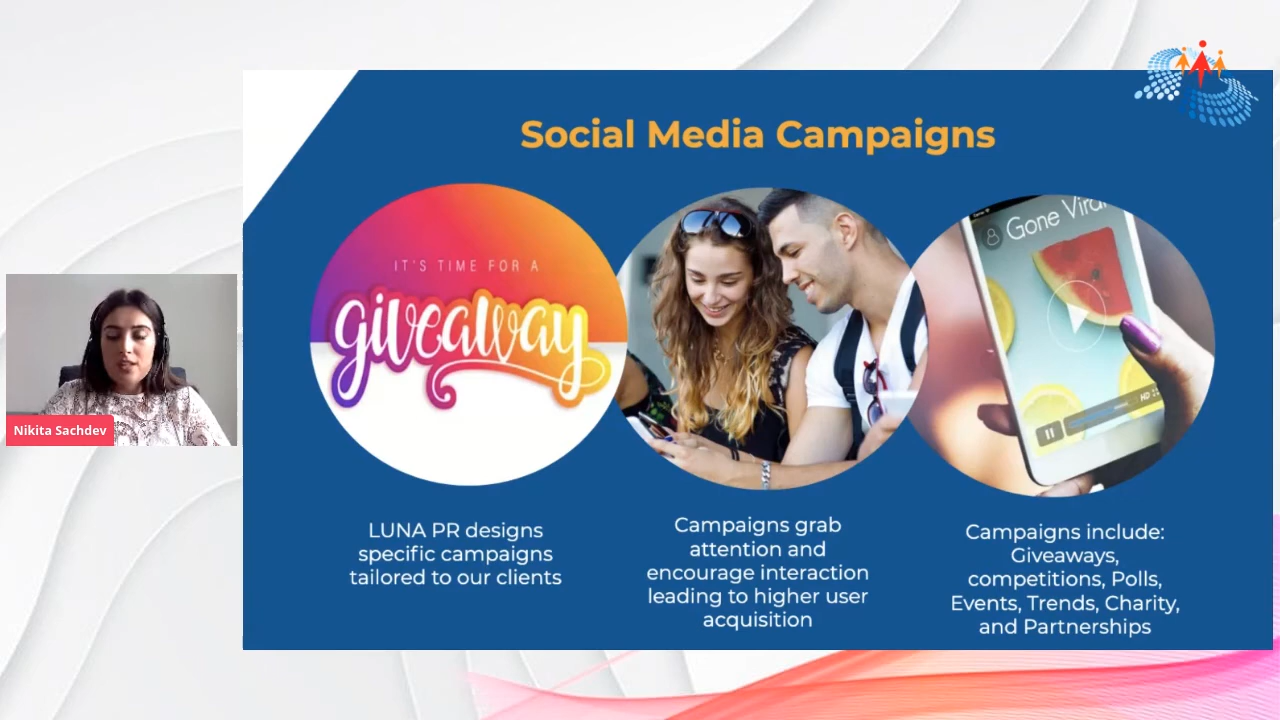 Social Media Campaigns
IT'S TIME FOR A
giveaway
Gone Viral
HD
Nikita Sachdev
LUNA PR designs
specific campaigns
tailored to our clients
Campaigns grab
attention and
encourage interaction
leading to higher user
acquisition
Campaigns include:
Giveaways,
competitions, Polls,
Events, Trends, Charity,
and Partnerships